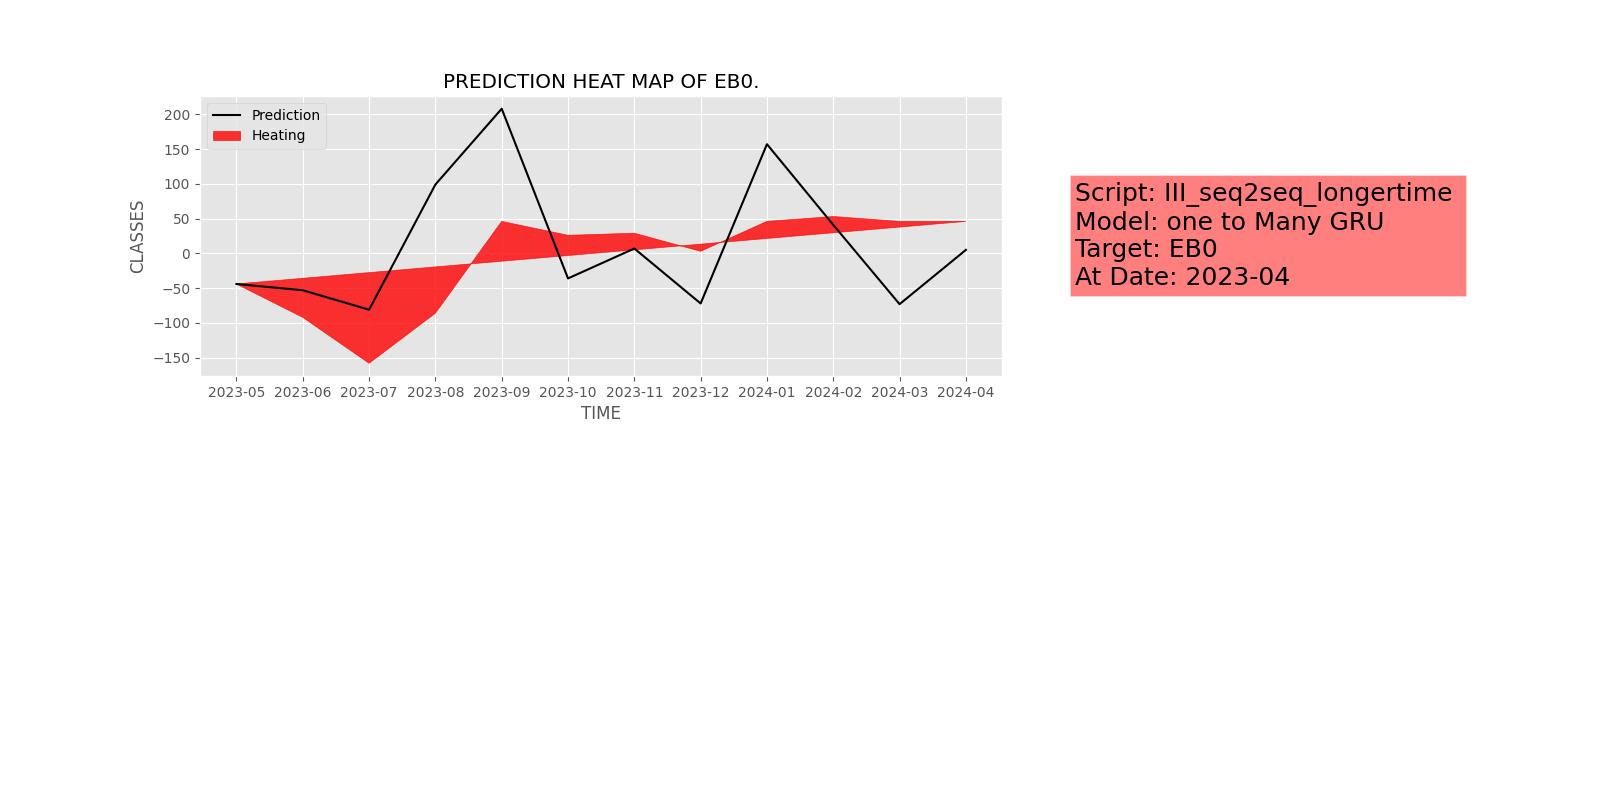 PREDICTION HEAT MAP OF EB0.
Prediction
Heating
CLASSES
200
150
100
50
0
−50
−100
−150
2023-05 2023-06 2023-07 2023-08 2023-09 2023-10 2023-11 2023-12 2024-01 2024-02 2024-03 2024-04
TIME
Script: III_seq2seq_longertime
Model: one to Many GRU
Target: EB0
At Date: 2023-04